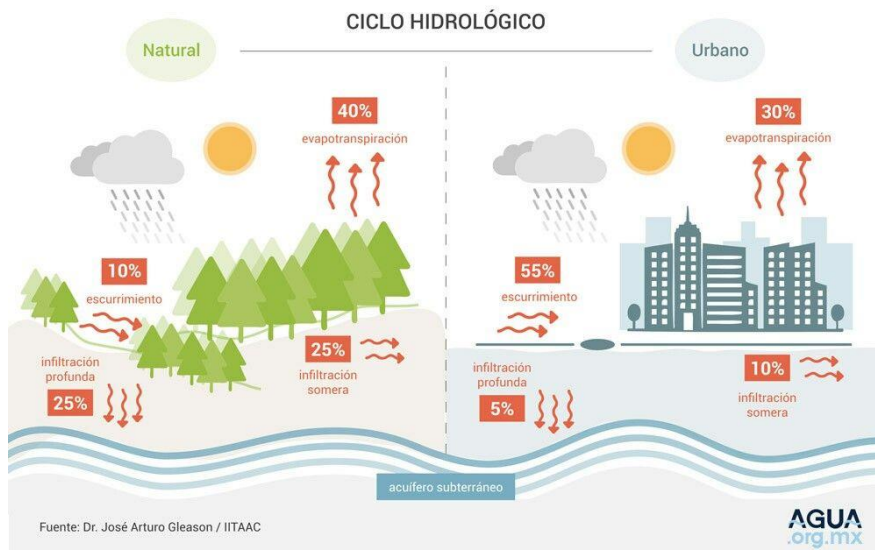 CICLO HIDROLÓGICO
Natural
Urbano
40%
evapotranspiración
10%
escurrimiento
infiltración
profunda
25%
25%
infiltración
somera
30%
evapotranspiración
55%
escurrimiento
infiltración
profunda
5%
10%
infiltración
somera
acuífero subterráneo
Fuente: Dr. José Arturo Gleason / IITAAC
AGUA
.org.mx